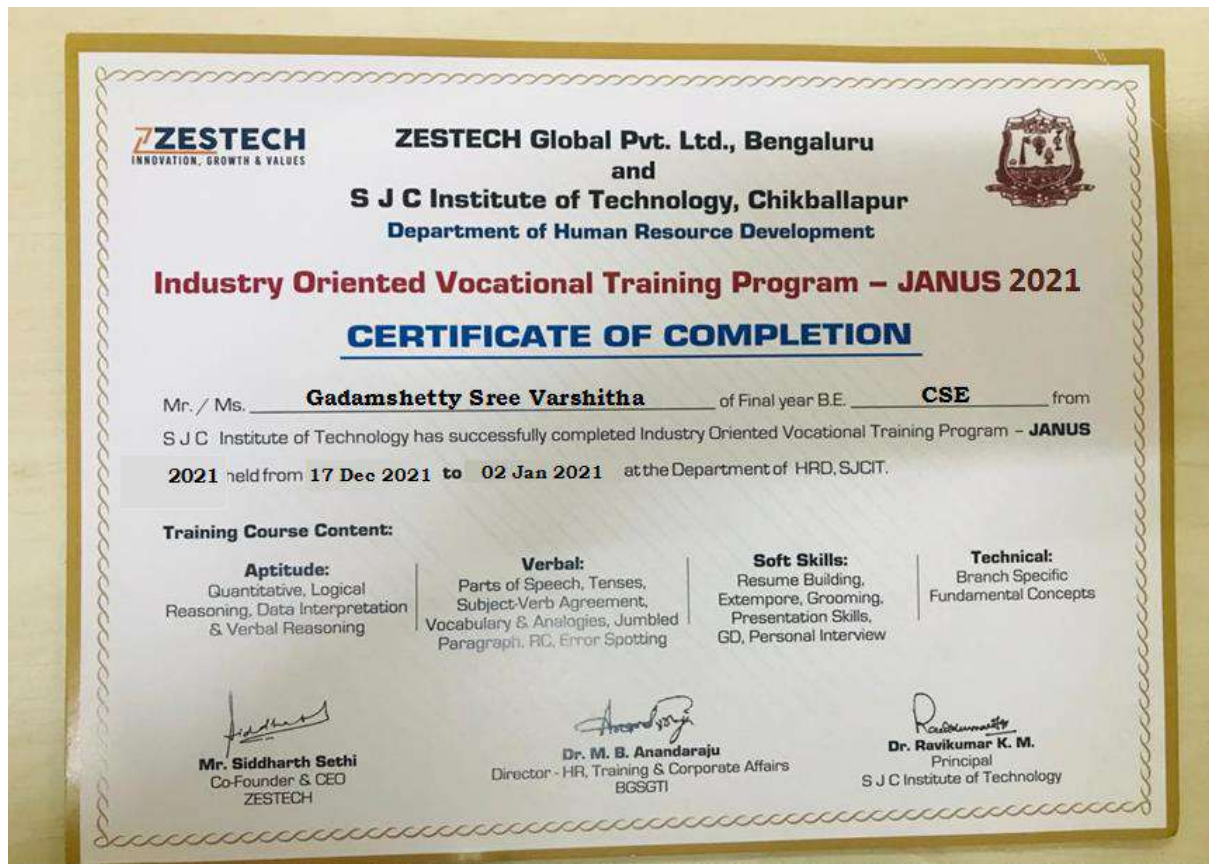 ZESTECH
INNOVATION, GROWTH & VALUES
ZESTECH Global Pvt. Ltd., Bengaluru
and
S J C Institute of Technology, Chikballapur
Department of Human Resource Development
Industry Oriented Vocational Training Program – JANUS 2021
CERTIFICATE OF COMPLETION
Mr. / Ms. Gadamshetty Sree Varshitha of Final year B.E. CSE from
S J C Institute of Technology has successfully completed Industry Oriented Vocational Training Program – JANUS
2021 held from 17 Dec 2021 to 02 Jan 2021 at the Department of HRD, SJCIT.
Training Course Content:
Aptitude:
Quantitative, Logical
Reasoning, Data Interpretation
& Verbal Reasoning
Verbal:
Parts of Speech, Tenses,
Subject-Verb Agreement,
Vocabulary & Analogies, Jumbled
Paragraph, RC, Error Spotting
Soft Skills:
Resume Building,
Extempore, Grooming,
Presentation Skills,
GD, Personal Interview
Technical:
Branch Specific
Fundamental Concepts
Mr. Siddharth Sethi
Co-Founder & CEO
ZESTECH
Dr. M. B. Anandaraju
Director - HR, Training & Corporate Affairs
BGSGTI
Dr. Ravikumar K. M.
Principal
S J C Institute of Technology